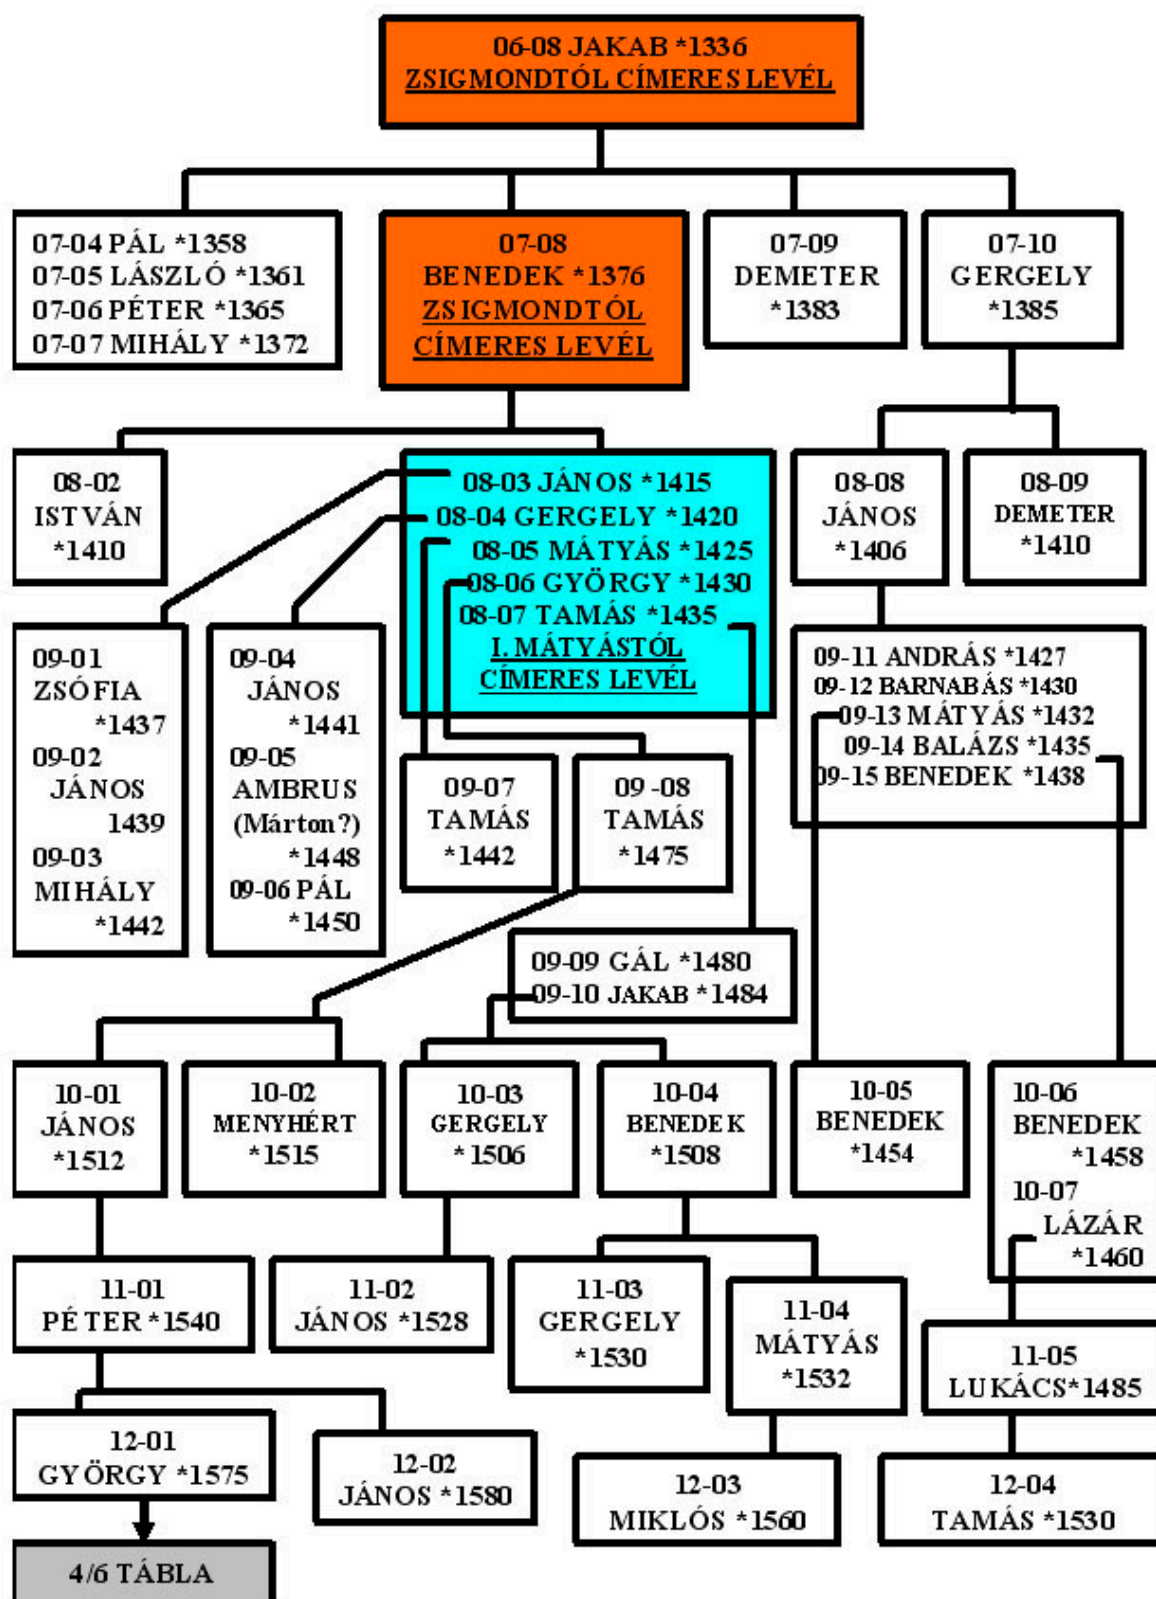 06-08 JAKAB *1336
ZSIGMONDTÓL CÍMERES LEVÉL
07-04 PÁL *1358
07-05 LÁSZLÓ *1361
07-06 PÉTER *1365
07-07 MIHÁLY *1372
07-08
BENEDEK *1376
ZSIGMONDTÓL
CÍMERES LEVÉL
07-09
DEMETER
*1383
07-10
GERGELY
*1385
08-02
ISTVÁN
*1410
08-03 JÁNOS *1415
08-04 GERGELY *1420
08-05 MÁTYÁS *1425
08-06 GYÖRGY *1430
08-07 TAMÁS *1435
I. MÁTYÁSTÓL
CÍMERES LEVÉL
08-08
JÁNOS
*1406
08-09
DEMETER
*1410
09-01
ZSÓFIA
*1437
09-02
JÁNOS
1439
09-03
MIHÁLY
*1442
09-04
JÁNOS
*1441
09-05
AMBRUS
(Márton?)
*1448
09-06 PÁL
*1450
09-07
TAMÁS
*1442
09 -08
TAMÁS
*1475
09-11 ANDRÁS *1427
09-12 BARNABÁS *1430
09-13 MÁTYÁS *1432
09-14 BALÁZS *1435
09-15 BENEDEK *1438
09-09 GÁL *1480
09-10 JAKAB *1484
10-01
JÁNOS
*1512
10-02
MENYHÉRT
*1515
10-03
GERGELY
*1506
10-04
BENEDEK
*1508
10-05
BENEDEK
*1454
10-06
BENEDEK
*1458
10-07
LÁZÁR
*1460
11-01
PÉTER *1540
11-02
JÁNOS *1528
11-03
GERGELY
*1530
11-04
MÁTYÁS
*1532
11-05
LUKÁCS*1485
12-01
GYÖRGY *1575
12-02
JÁNOS *1580
12-03
MIKLÓS *1560
12-04
TAMÁS *1530
4/6 TÁBLA